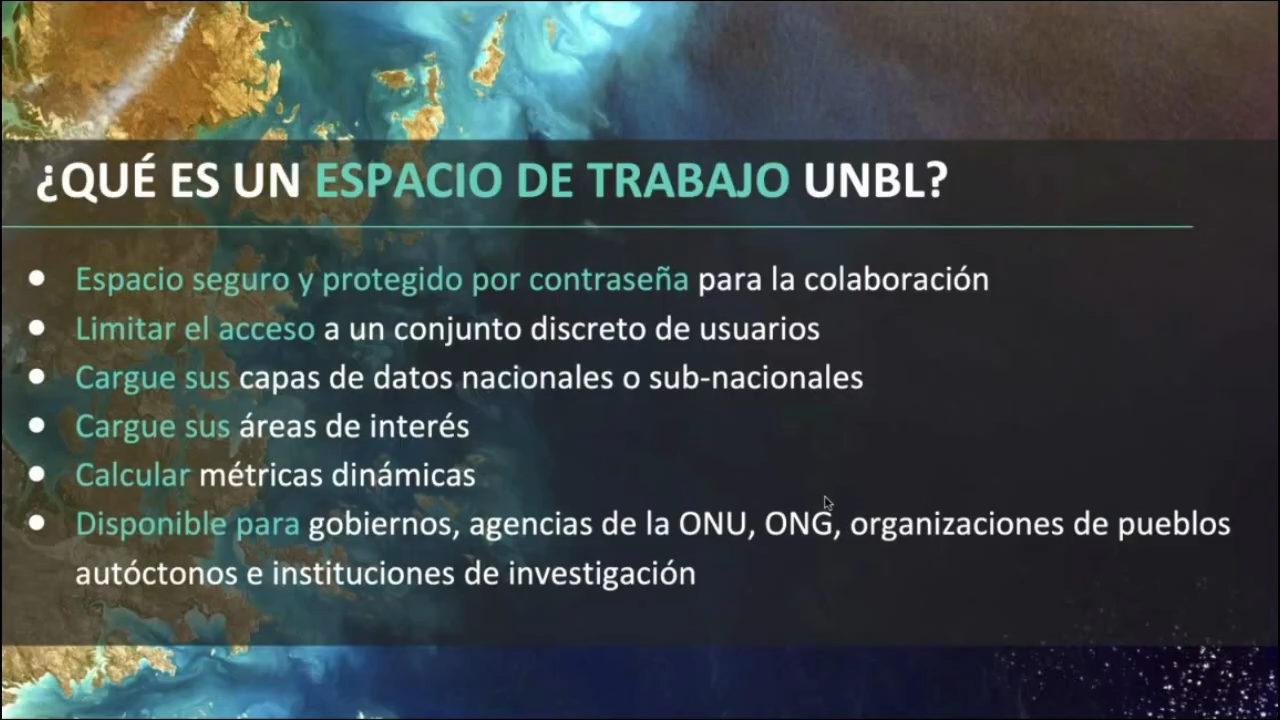 ¿QUÉ ES UN ESPACIO DE TRABAJO UNBL?
● Espacio seguro y protegido por contraseña para la colaboración
● Limitar el acceso a un conjunto discreto de usuarios
● Cargue sus capas de datos nacionales o sub-nacionales
● Cargue sus áreas de interés
● Calcular métricas dinámicas
● Disponible para gobiernos, agencias de la ONU, ONG, organizaciones de pueblos
autóctonos e instituciones de investigación